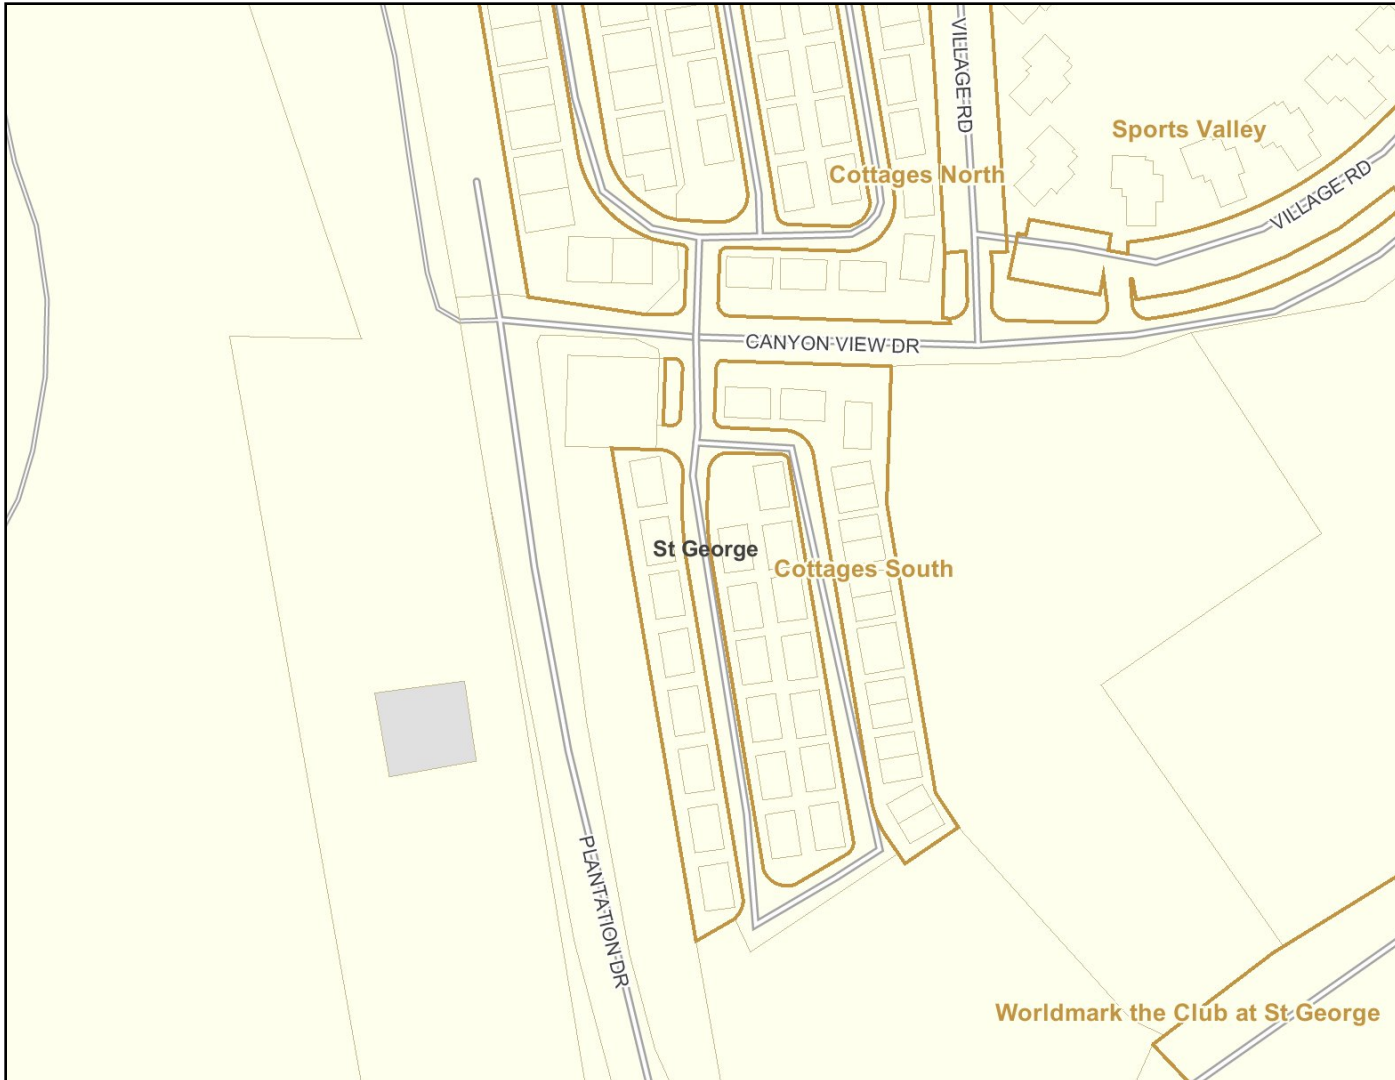 VILLAGE RD
Sports Valley
Cottages North
VILLAGE RD
CANYON VIEW DR
St George
Cottages South
PLANTATION DR
Worldmark the Club at St George